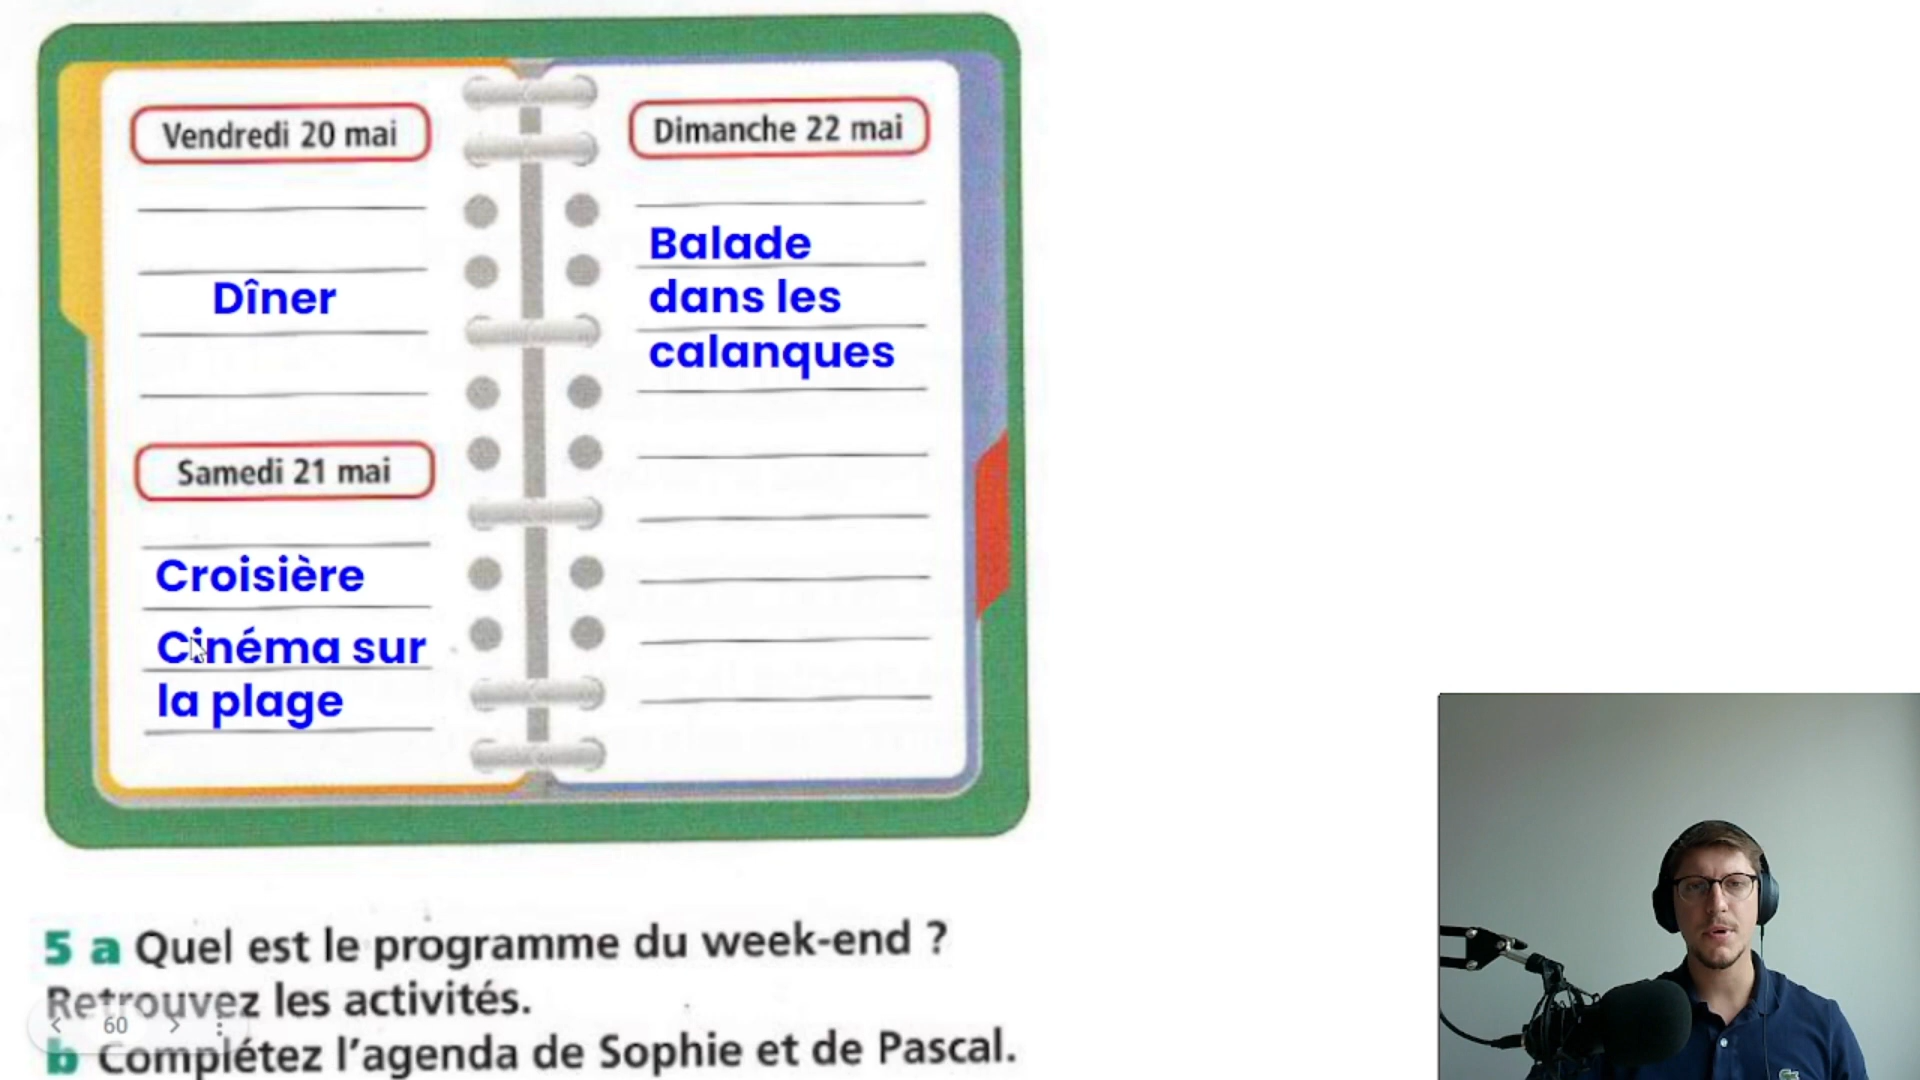 Vendredi 20 mai
Dîner
Samedi 21 mai
Croisière
Cinéma sur
la plage
Dimanche 22 mai
Balade
dans les
calanques
5 a Quel est le programme du week-end ?
Retrouvez les activités.
60
b Complétez l'agenda de Sophie et de Pascal.